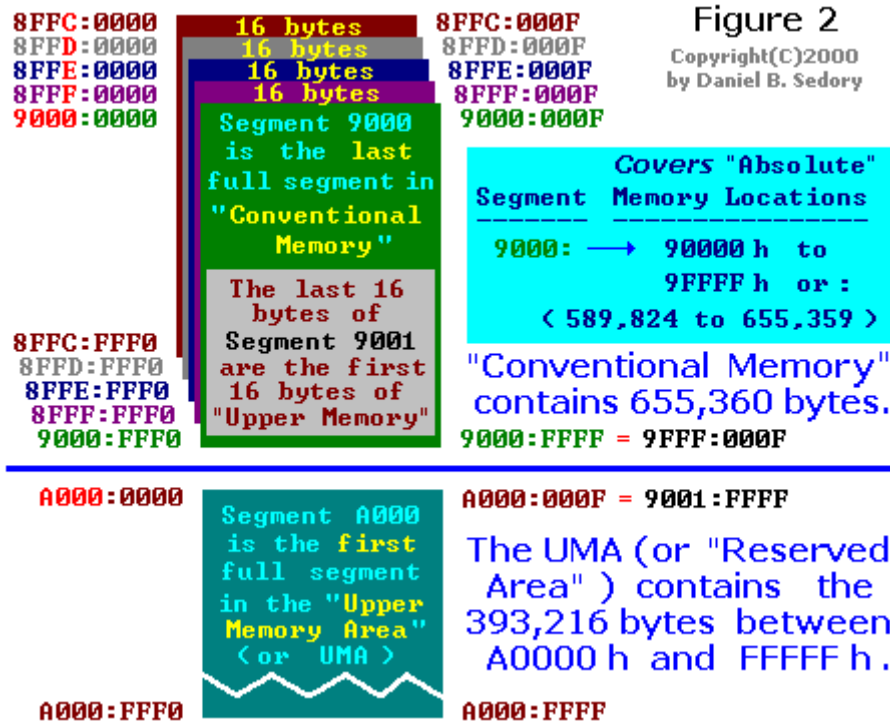 8FFC:0000 16 bytes 8FFC:000F
8FFD:0000 16 bytes 8FFD:000F
8FFE:0000 16 bytes 8FFE:000F
8FFF:0000 16 bytes 8FFF:000F
9000:0000 9000:000F
Figure 2
Copyright(C)2000
by Daniel B. Sedory
Segment 9000
is the last
full segment in
"Conventional
Memory"
The last 16
bytes of
Segment 9001
are the first
16 bytes of
"Upper Memory"
Covers "Absolute"
Segment Memory Locations
------- ----------------
9000: → 90000 h to
9FFFF h or :
( 589,824 to 655,359 )
8FFC:FFF0
8FFD:FFF0
8FFE:FFF0
8FFF:FFF0
9000:FFF0
"Conventional Memory"
contains 655,360 bytes.
9000:FFFF = 9FFF:000F
A000:0000
A000:000F = 9001:FFFF
Segment A000
is the first
full segment
in the "Upper
Memory Area"
( or UMA )
The UMA (or "Reserved
Area" ) contains the
393,216 bytes between
A0000 h and FFFFF h .
A000:FFF0
A000:FFFF